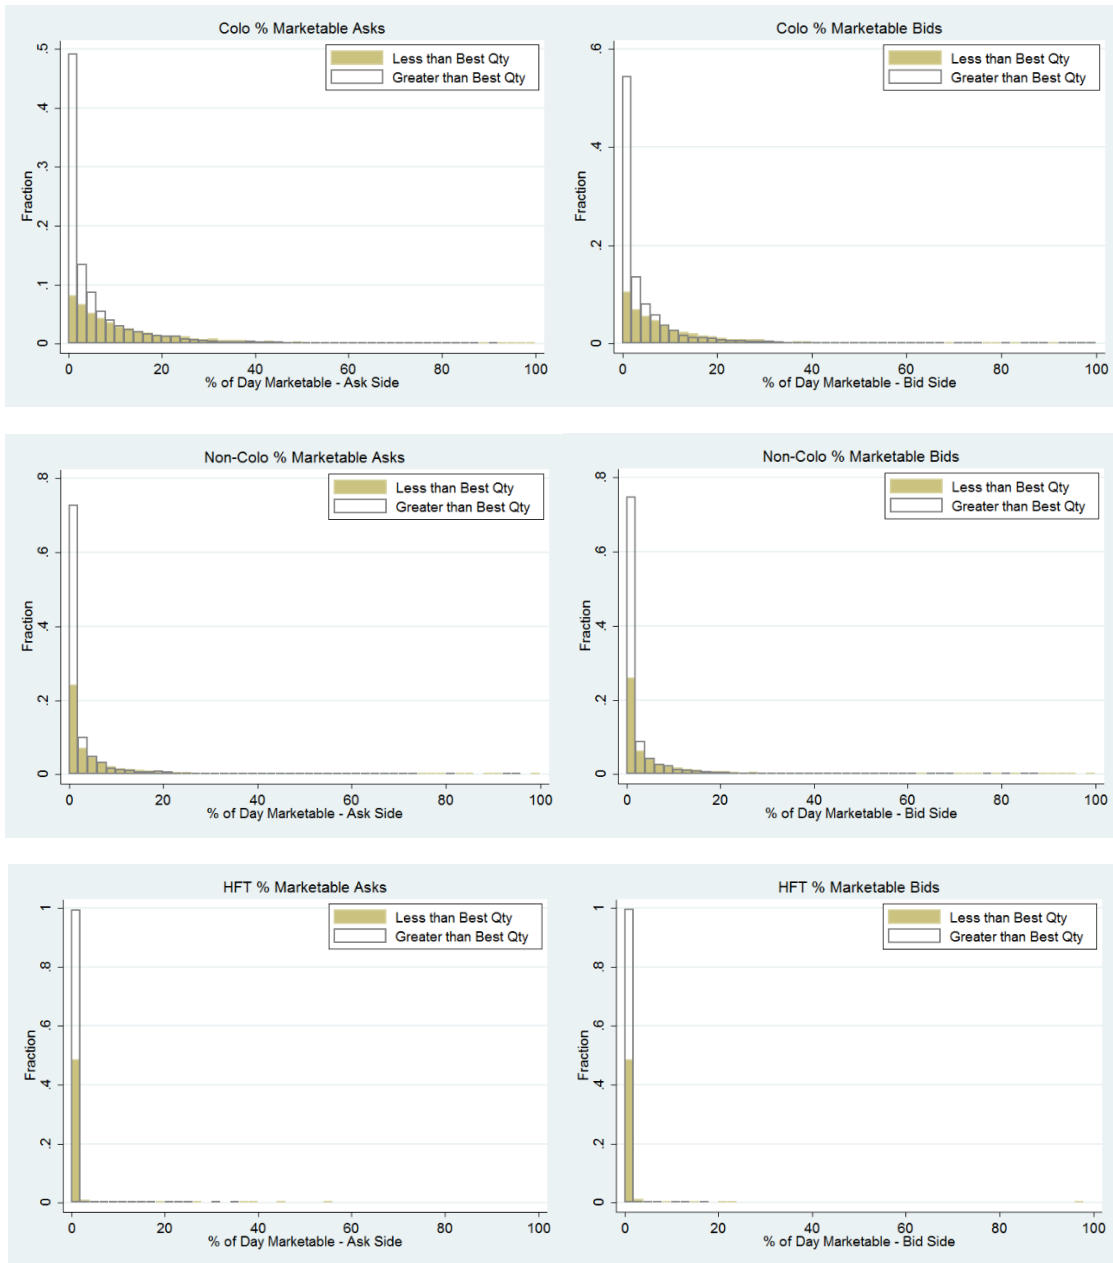 Colo % Marketable Asks
Less than Best Qty
Greater than Best Qty
Fraction
.5
.4
.3
.2
.1
0
0 20 40 60 80 100
% of Day Marketable - Ask Side
Colo % Marketable Bids
Less than Best Qty
Greater than Best Qty
Fraction
.6
.4
.2
0
0 20 40 60 80 100
% of Day Marketable - Bid Side
Non-Colo % Marketable Asks
Less than Best Qty
Greater than Best Qty
Fraction
.8
.6
.4
.2
0
0 20 40 60 80 100
% of Day Marketable - Ask Side
Non-Colo % Marketable Bids
Less than Best Qty
Greater than Best Qty
Fraction
.8
.6
.4
.2
0
0 20 40 60 80 100
% of Day Marketable - Bid Side
HFT % Marketable Asks
Less than Best Qty
Greater than Best Qty
Fraction
1
.8
.6
.4
.2
0
0 20 40 60 80 100
% of Day Marketable - Ask Side
HFT % Marketable Bids
Less than Best Qty
Greater than Best Qty
Fraction
1
.8
.6
.4
.2
0
0 20 40 60 80 100
% of Day Marketable - Bid Side